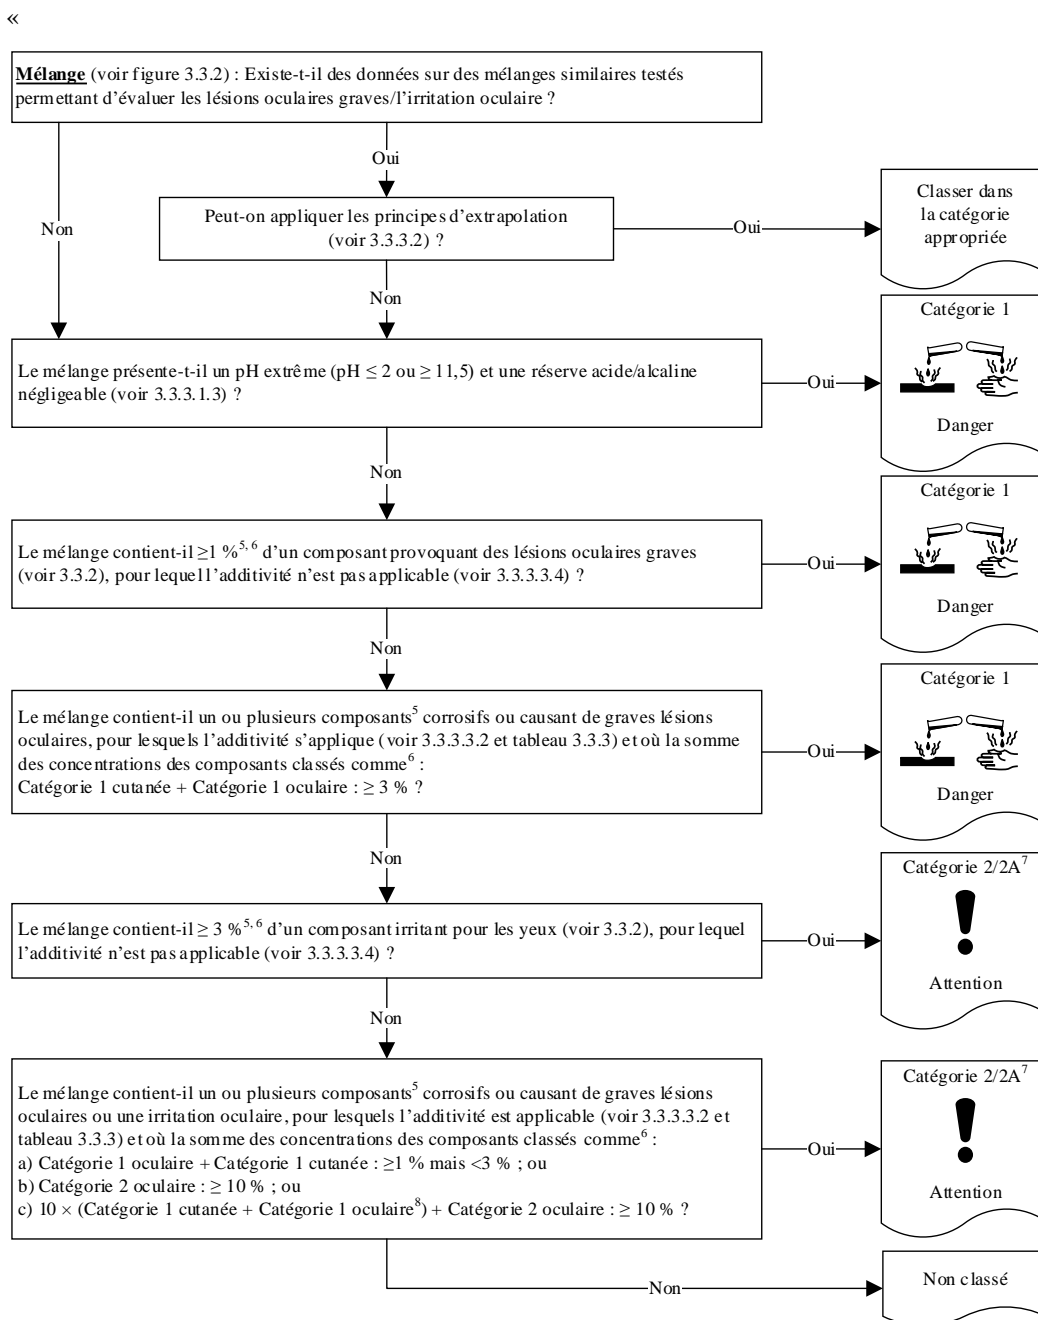 «
Mélange (voir figure 3.3.2) : Existe-t-il des données sur des mélanges similaires testés
permettant d'évaluer les lésions oculaires graves/l'irritation oculaire ?
Oui
Non
Peut-on appliquer les principes d'extrapolation
(voir 3.3.3.2) ?
Oui
Classer dans
la catégorie
appropriée
Non
Le mélange présente-t-il un pH extrême (pH ≤ 2 ou ≥ 11,5) et une réserve acide/alcaline
négligeable (voir 3.3.3.1.3) ?
Oui
Catégorie 1
Danger
Non
Le mélange contient-il ≥1 %5, 6 d'un composant provoquant des lésions oculaires graves
(voir 3.3.2), pour lequel l'additivité n'est pas applicable (voir 3.3.3.3.4) ?
Oui
Catégorie 1
Danger
Non
Le mélange contient-il un ou plusieurs composants5 corrosifs ou causant de graves lésions
oculaires, pour lesquels l'additivité s'applique (voir 3.3.3.3.2 et tableau 3.3.3) et où la somme
des concentrations des composants classés comme6 :
Catégorie 1 cutanée + Catégorie 1 oculaire : ≥ 3 % ?
Oui
Catégorie 1
Danger
Non
Le mélange contient-il ≥ 3 %5, 6 d'un composant irritant pour les yeux (voir 3.3.2), pour lequel
l'additivité n'est pas applicable (voir 3.3.3.3.4) ?
Oui
Catégorie 2/2A7
Attention
Non
Le mélange contient-il un ou plusieurs composants5 corrosifs ou causant de graves lésions
oculaires ou une irritation oculaire, pour lesquels l'additivité est applicable (voir 3.3.3.3.2 et
tableau 3.3.3) et où la somme des concentrations des composants classés comme6 :
a) Catégorie 1 oculaire + Catégorie 1 cutanée : ≥1 % mais <3 % ; ou
b) Catégorie 2 oculaire : ≥ 10 % ; ou
c) 10 × (Catégorie 1 cutanée + Catégorie 1 oculaire8) + Catégorie 2 oculaire : ≥ 10 % ?
Oui
Catégorie 2/2A7
Attention
Non
Non classé